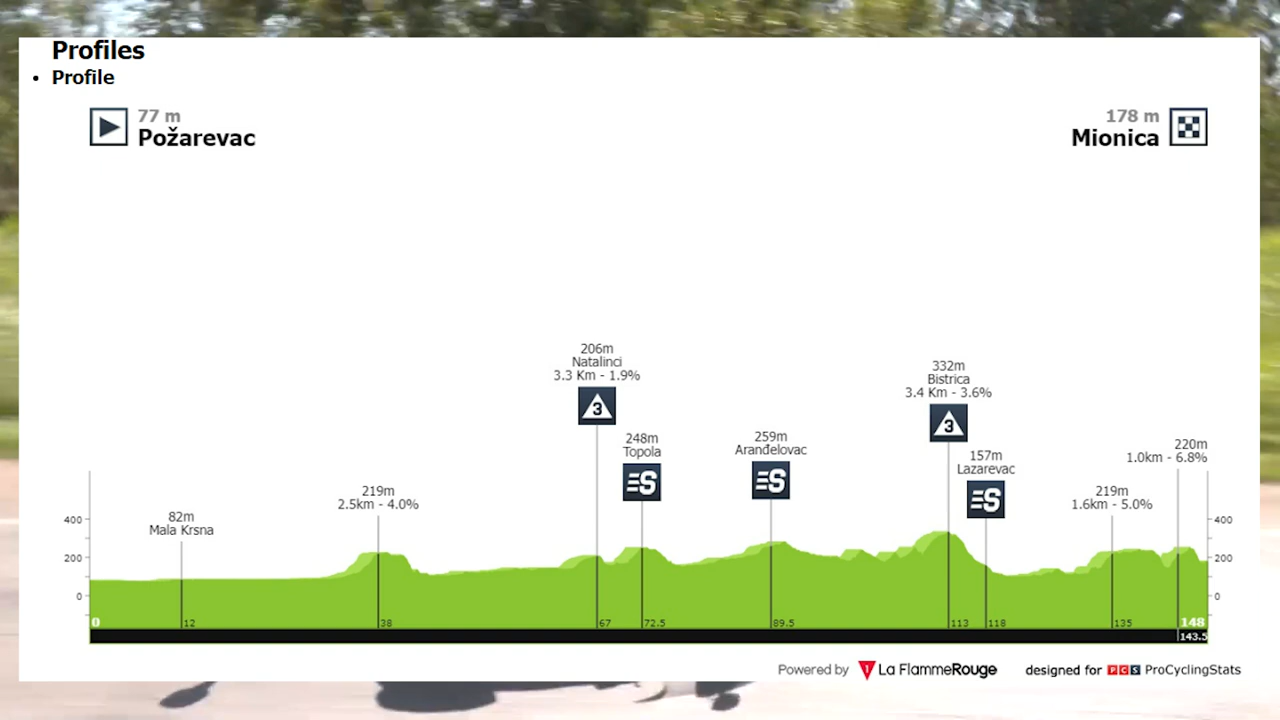 Profiles
• Profile
77 m
Požarevac
178 m
Mionica
206m
Natalinci
3.3 Km - 1.9%
3
332m
Bistrica
3.4 Km - 3.6%
3
248m
Topola
S
259m
Aranđelovac
S
157m
Lazarevac
S
220m
1.0km - 6.8%
219m
2.5km - 4.0%
219m
1.6km - 5.0%
82m
Mala Krsna
400
200
0
400
200
0
0
12
38
67
72.5
89.5
113
118
135
148
143.5
Powered by La FlammeRouge
designed for PCS ProCyclingStats